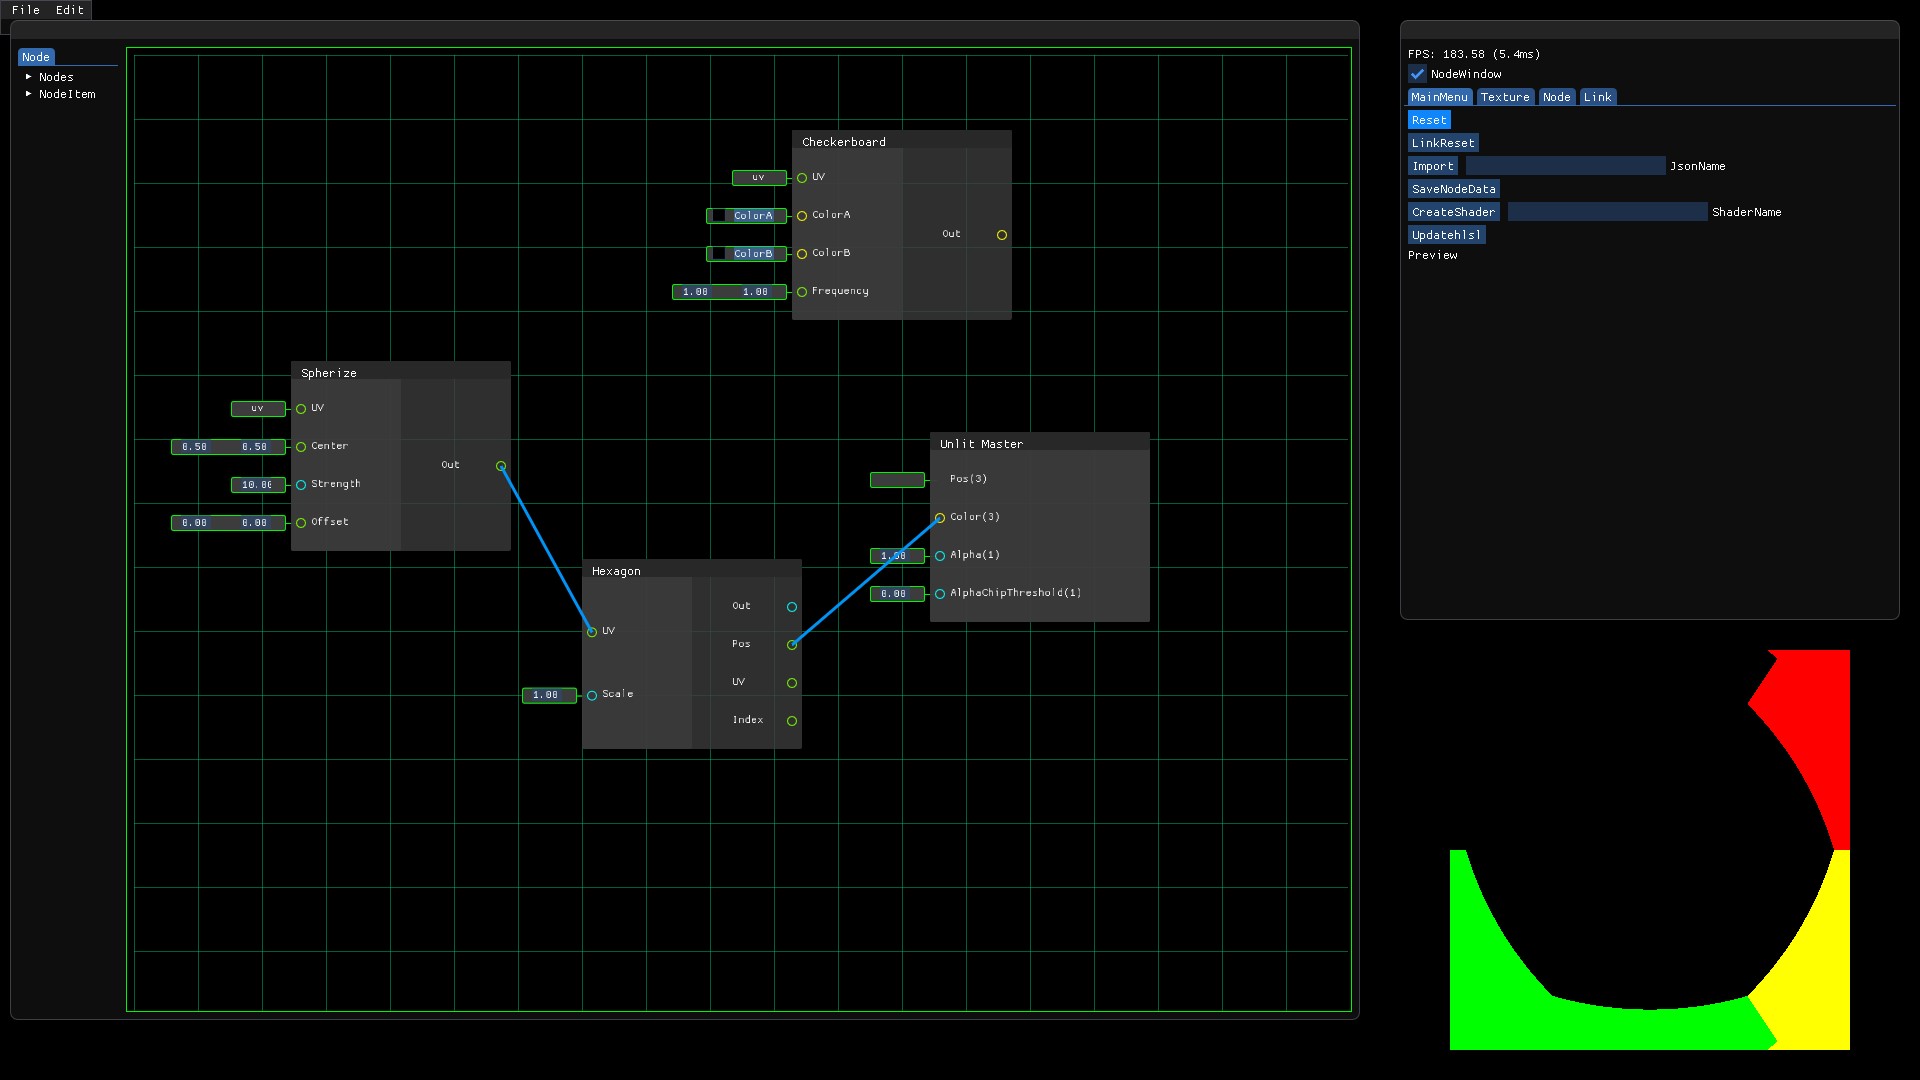 File Edit
Node
Nodes
NodeItem
Checkerboard
uv UV
ColorA ColorA
Out
ColorB ColorB
1.00 1.00 Frequency
Spherize
uv UV
0.50 0.50 Center
Out
10.00 Strength
0.00 0.00 Offset
Unlit Master
Pos(3)
Color(3)
1.00 Alpha(1)
0.00 AlphaChipThreshold(1)
Hexagon
Out
UV
Pos
UV
1.00 Scale
Index
FPS: 183.58 (5.4ms)
NodeWindow
MainMenu Texture Node Link
Reset
LinkReset
Import JsonName
SaveNodeData
CreateShader ShaderName
Updatehlsl
Preview